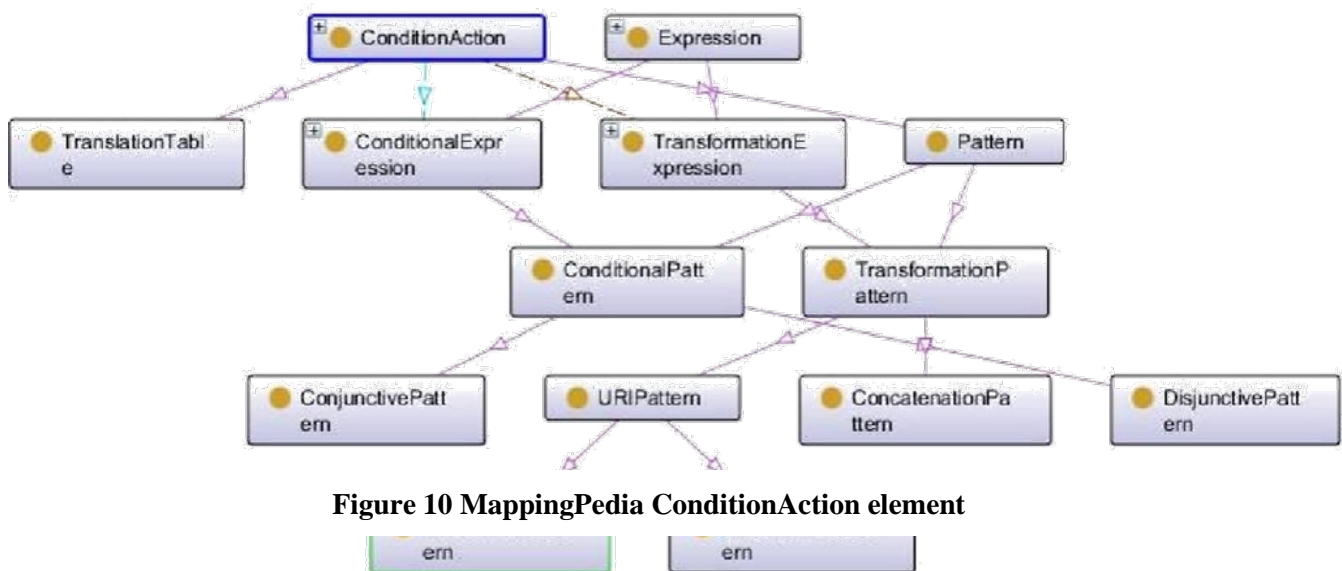 ConditionAction
Expression
TranslationTabl
e
ConditionalExpr
ession
TransformationE
xpression
Pattern
ConditionalPatt
ern
TransformationP
attern
ConjunctivePatt
ern
URIPattern
ConcatenationPa
ttern
DisjunctivePatt
ern
Figure 10 MappingPedia ConditionAction element
ern
ern